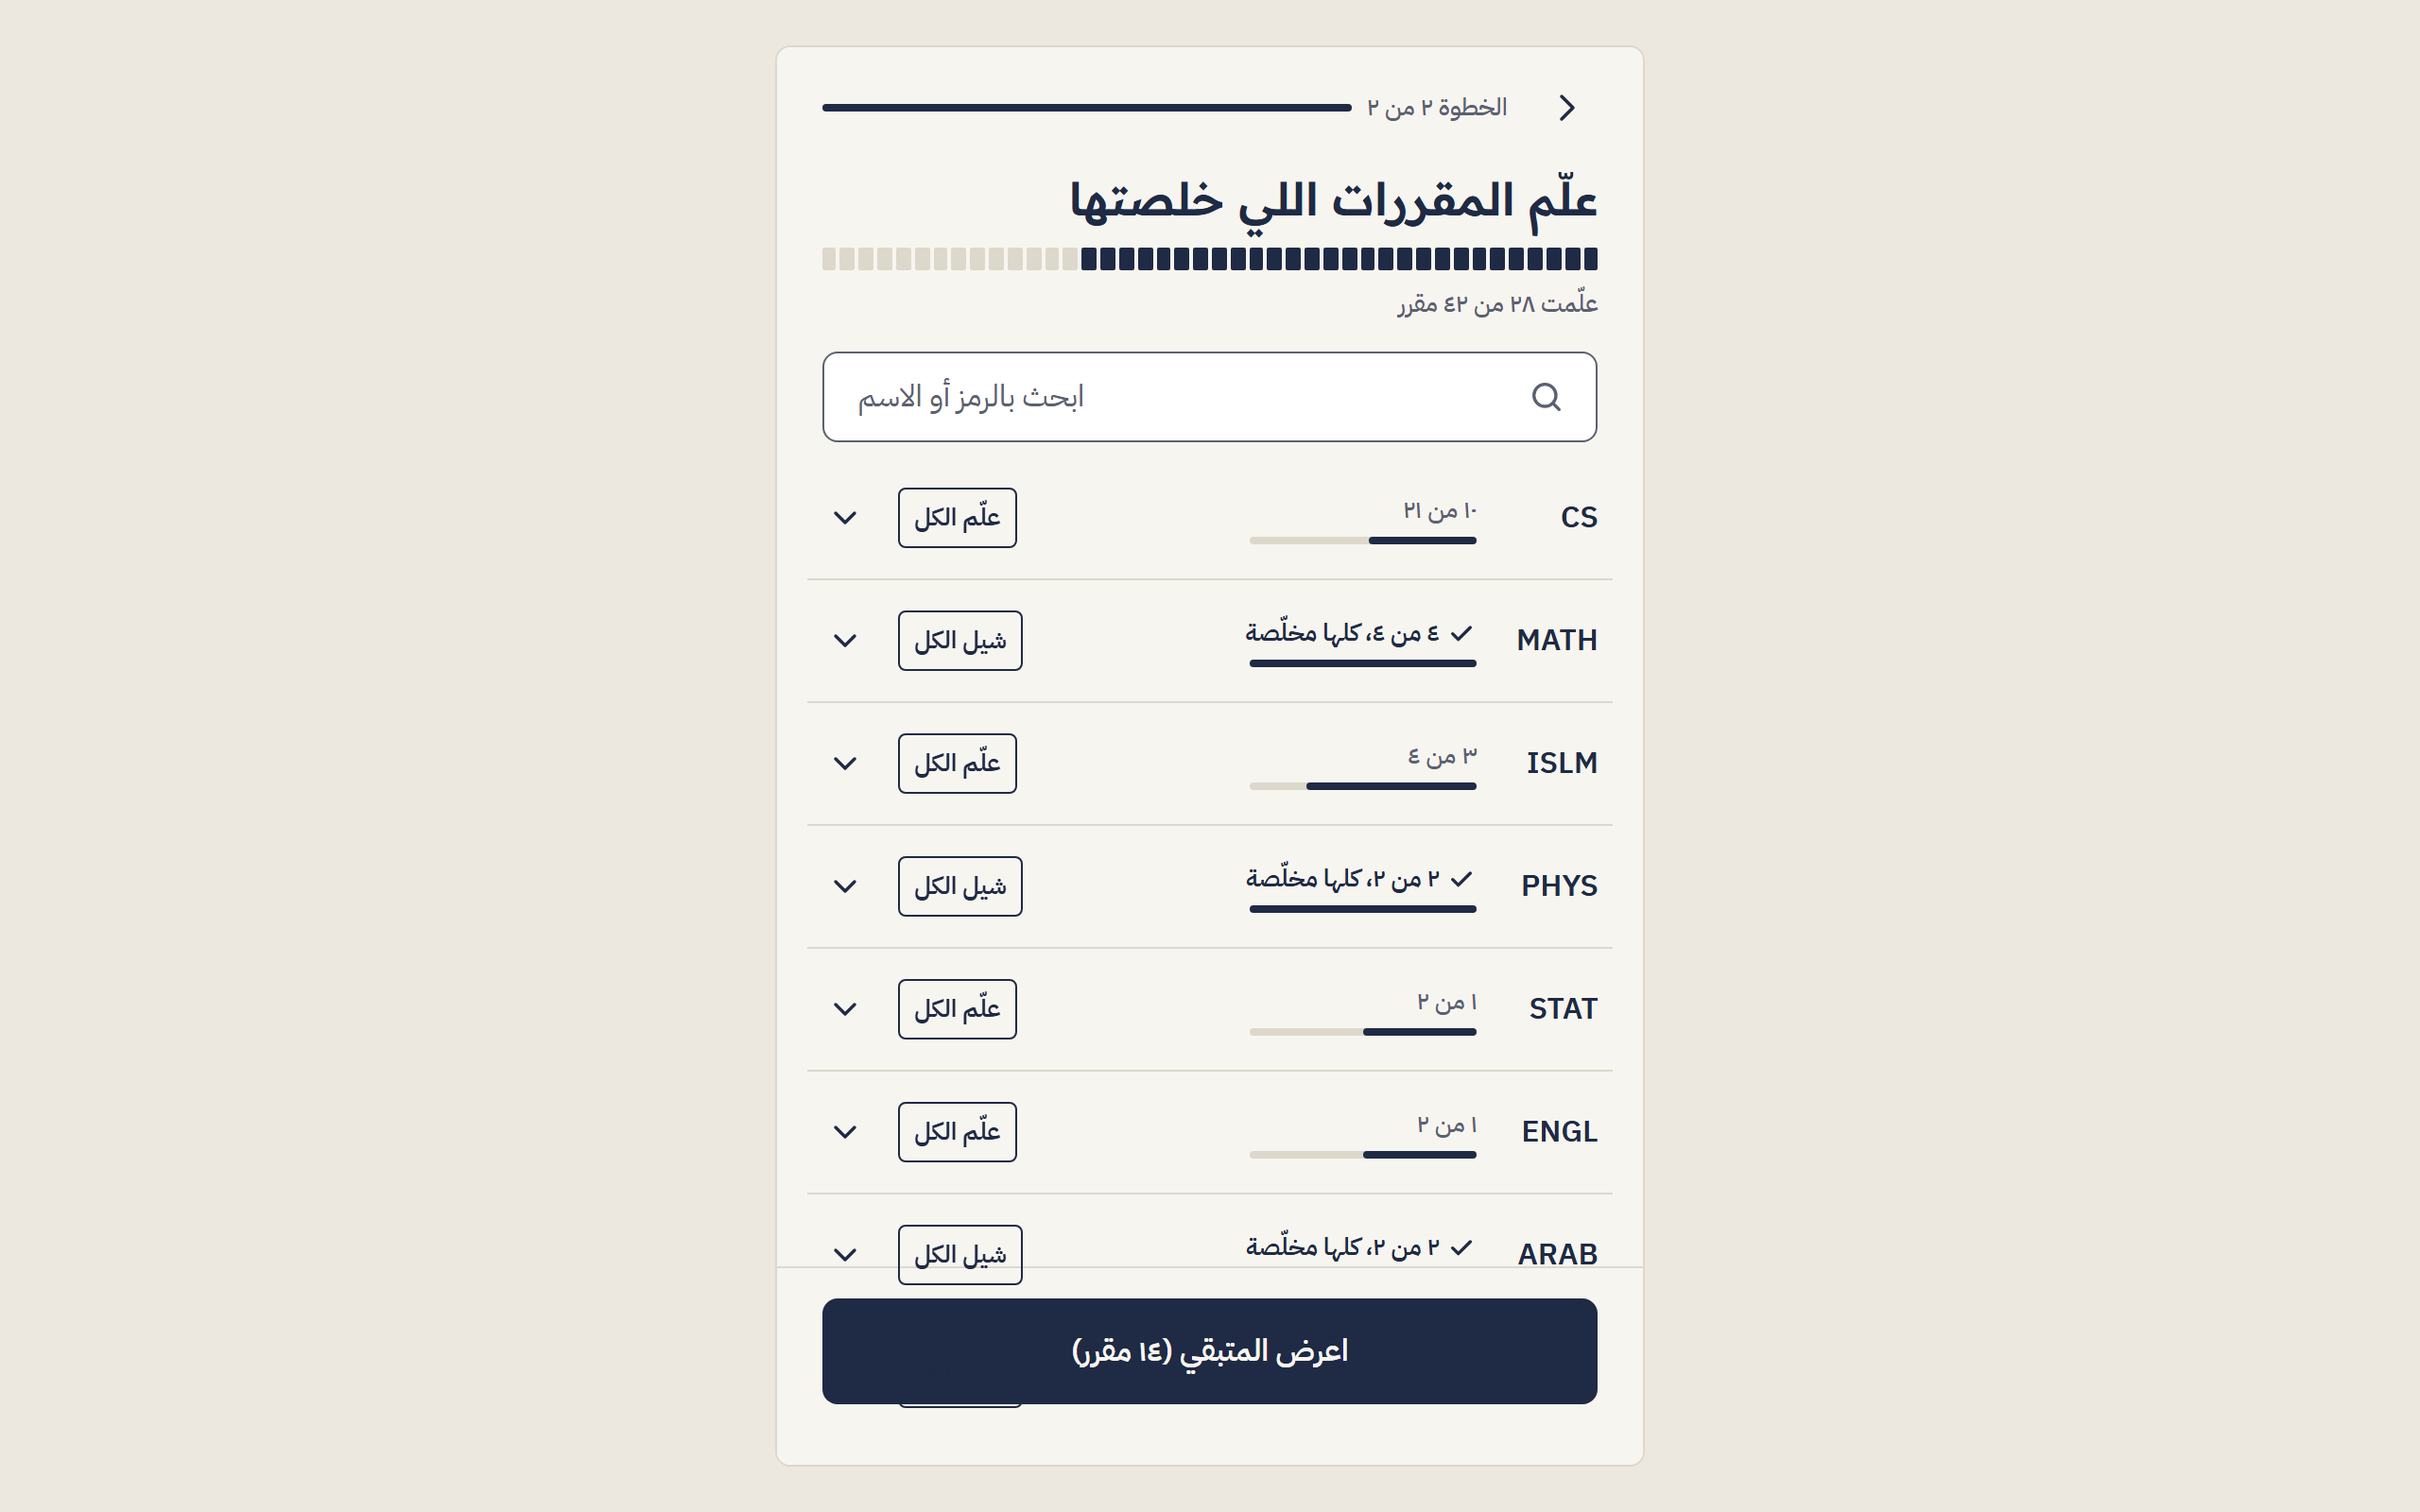 الخطوة ٢ من ٢
علّم المقررات اللي خلصتها
علّمت ٢٨ من ٤٢ مقرر
ابحث بالرمز أو الاسم
CS ١٠ من ٢١ علّم الكل
MATH ٤ من ٤، كلها مخلّصة شيل الكل
ISLM ٣ من ٤ علّم الكل
PHYS ٢ من ٢، كلها مخلّصة شيل الكل
STAT ١ من ٢ علّم الكل
ENGL ١ من ٢ علّم الكل
ARAB ٢ من ٢، كلها مخلّصة شيل الكل
اعرض المتبقي (١٤ مقرر)